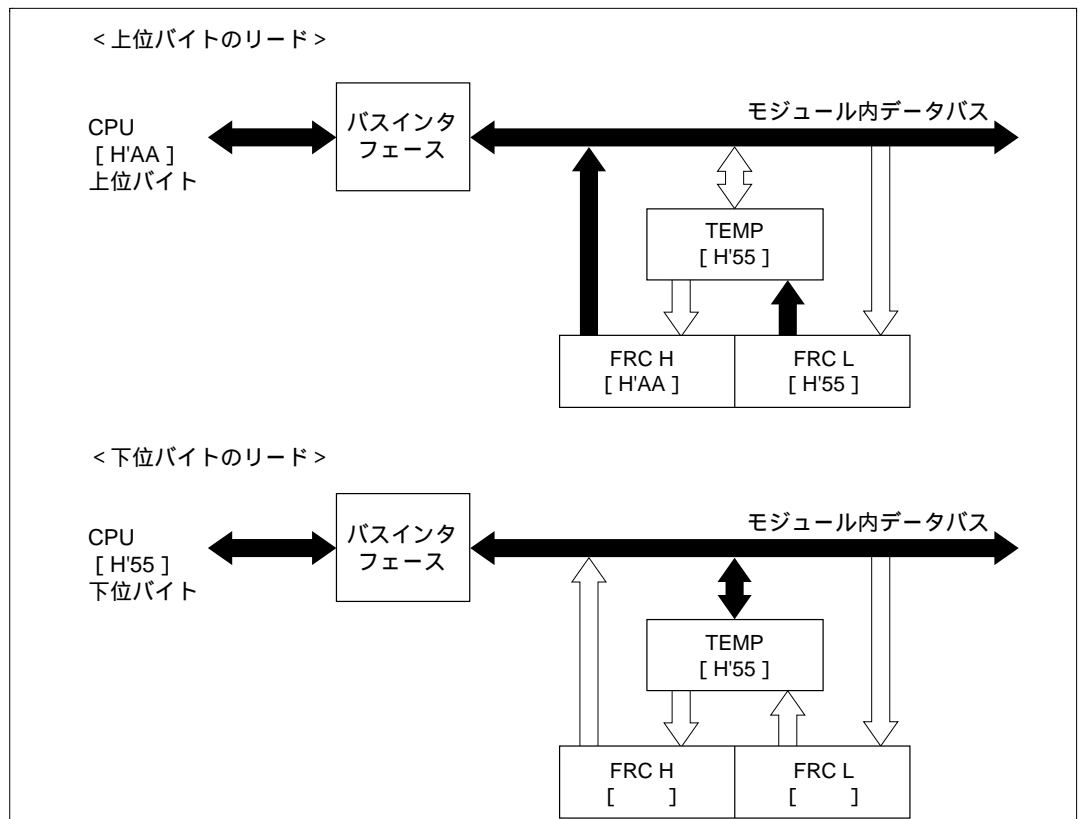 <上位バイトのリード>
CPU
[ H'AA ]
上位バイト
バスインタ
フェース
モジュール内データバス
TEMP
[ H'55 ]
FRC H
[ H'AA ]
FRC L
[ H'55 ]
<下位バイトのリード>
CPU
[ H'55 ]
下位バイト
バスインタ
フェース
モジュール内データバス
TEMP
[ H'55 ]
FRC H
[ ]
FRC L
[ ]